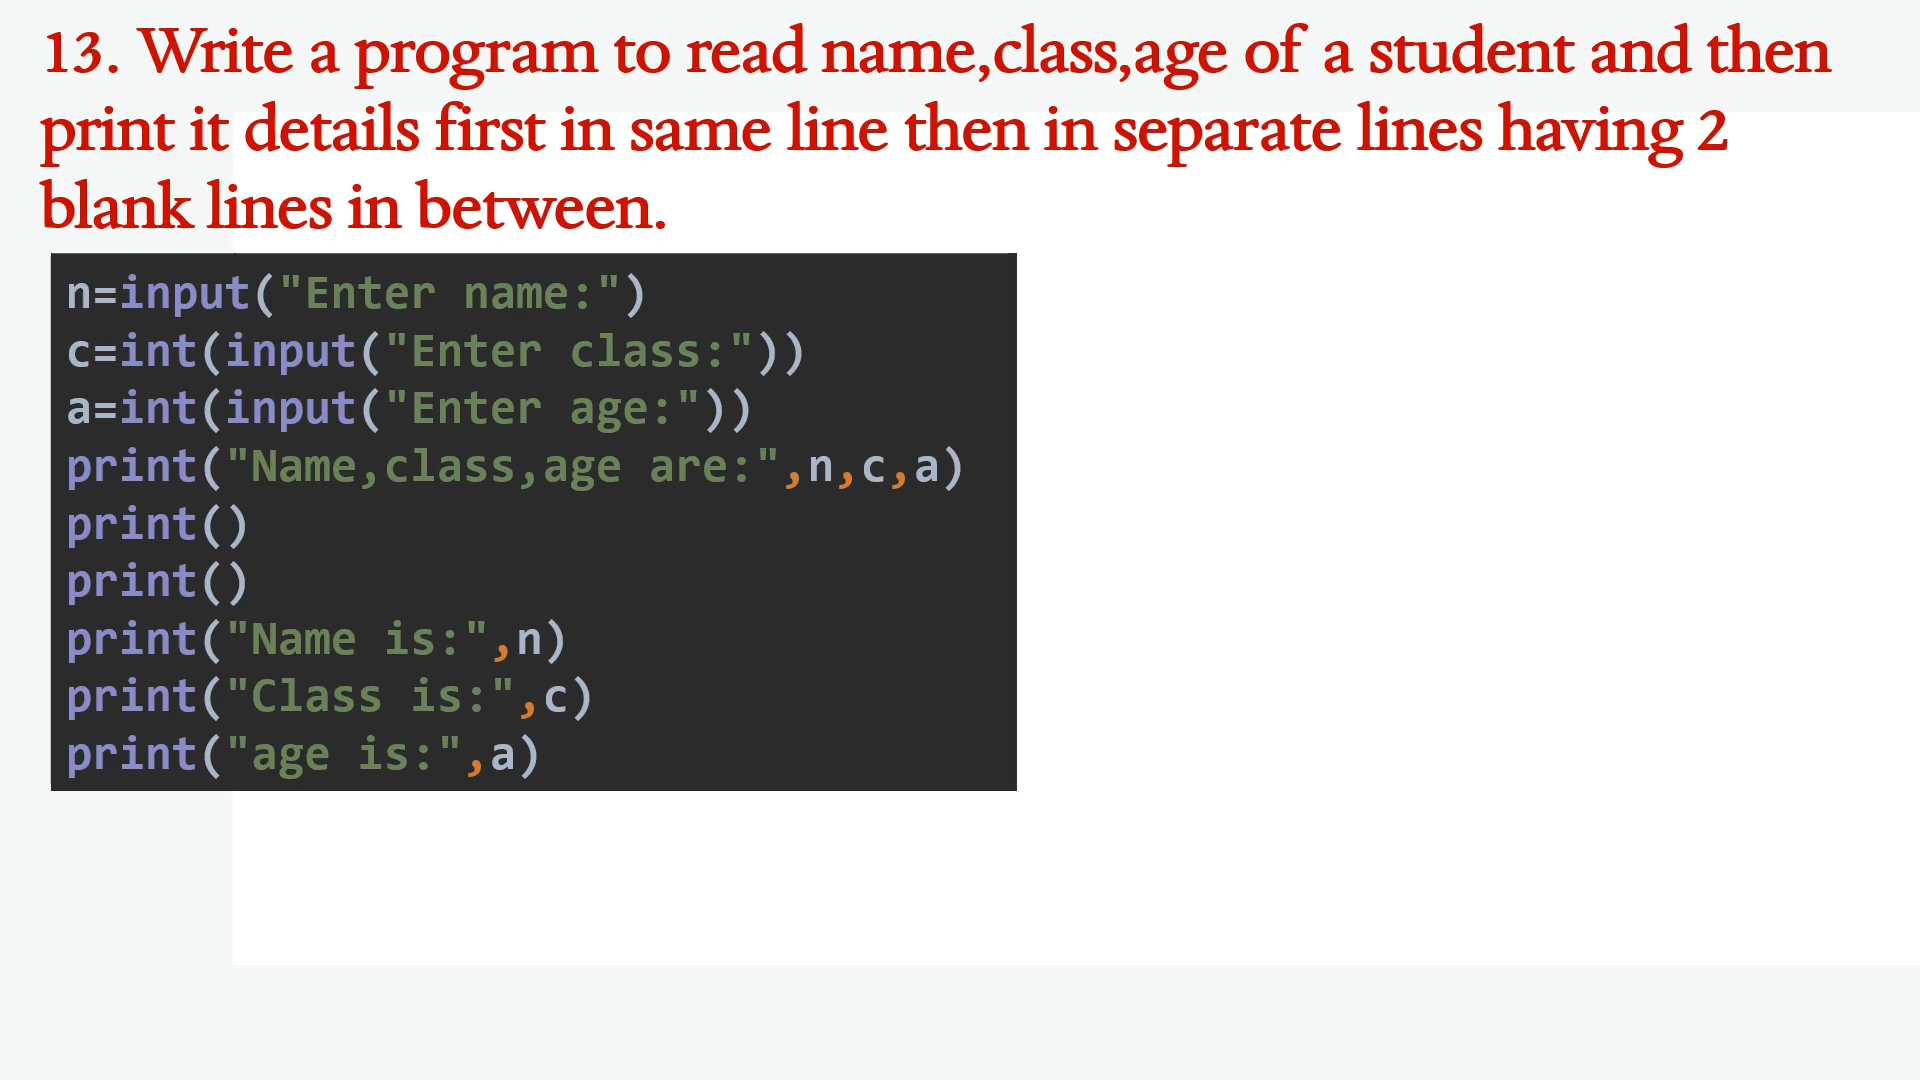 13. Write a program to read name,class,age of a student and then
print it details first in same line then in separate lines having 2
blank lines in between.
n=input("Enter name:")
c=int(input("Enter class:"))
a=int(input("Enter age:"))
print("Name,class,age are:",n,c,a)
print()
print()
print("Name is:",n)
print("Class is:",c)
print("age is:",a)